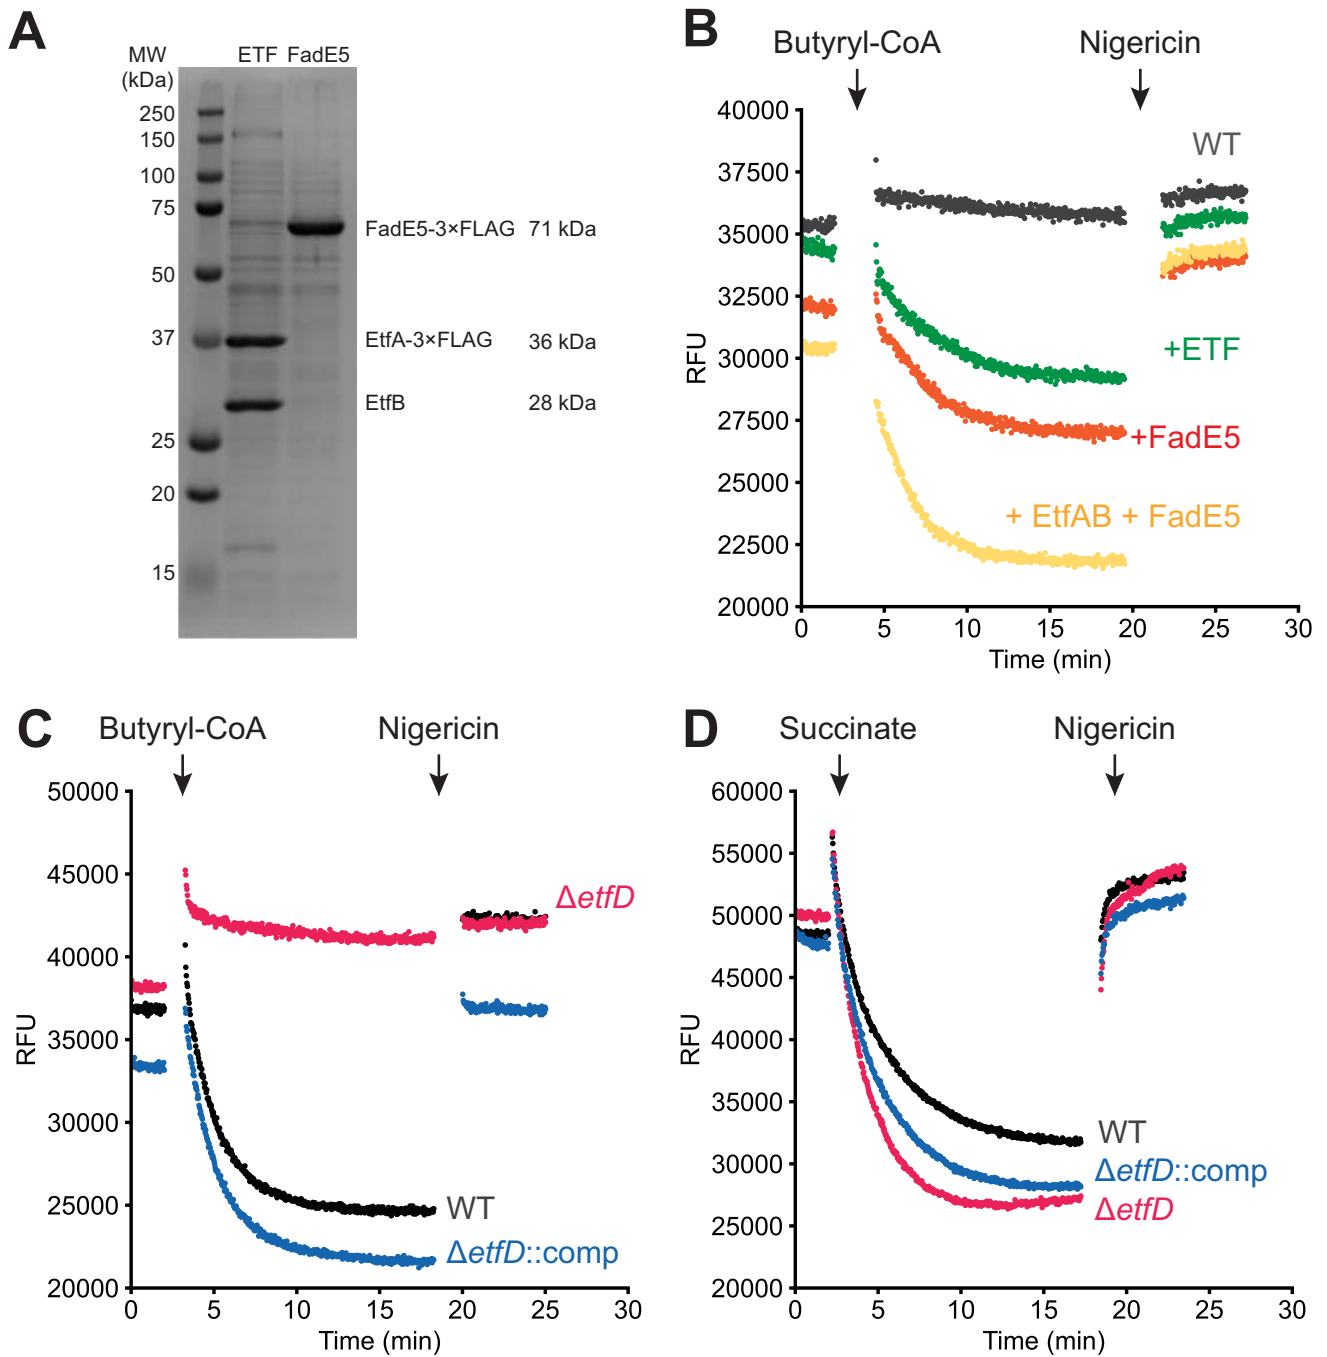 A
MW
(kDa)
ETF FadE5
250
150
100
75
50
37
25
20
15
FadE5-3×FLAG 71 kDa
EtfA-3×FLAG 36 kDa
EtfB 28 kDa
B
Butyryl-CoA Nigericin
40000
37500
35000
32500
30000
27500
25000
22500
20000
RFU
WT
+ETF
+FadE5
+ EtfAB + FadE5
0 5 10 15 20 25 30
Time (min)
C
Butyryl-CoA Nigericin
50000
45000
40000
35000
30000
25000
20000
RFU
ΔetfD
WT
ΔetfD::comp
0 5 10 15 20 25 30
Time (min)
D
Succinate Nigericin
60000
55000
50000
45000
40000
35000
30000
25000
20000
RFU
WT
ΔetfD::comp
ΔetfD
0 5 10 15 20 25 30
Time (min)